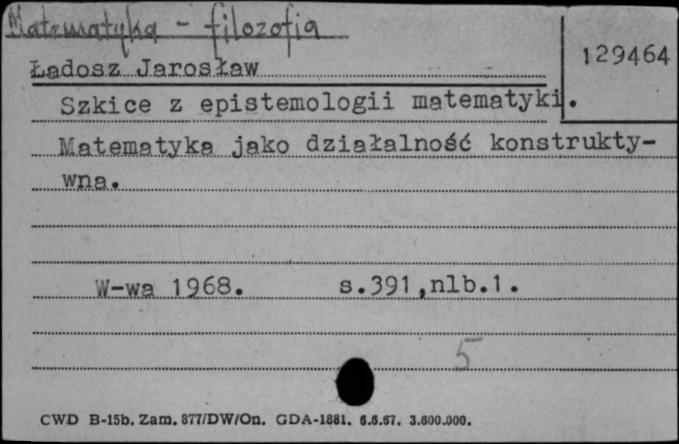 Matematyka - filozofia
129464
Ładosz Jarosław
Szkice z epistemologii matematyki.
Matematyka jako działalność konstrukty-
wna.
W-wa 1968. s.391,nlb.1.
5
CWD B-15b. Zam. 877/DW/On. GDA-1881. 6.6.67. 3.600.000.